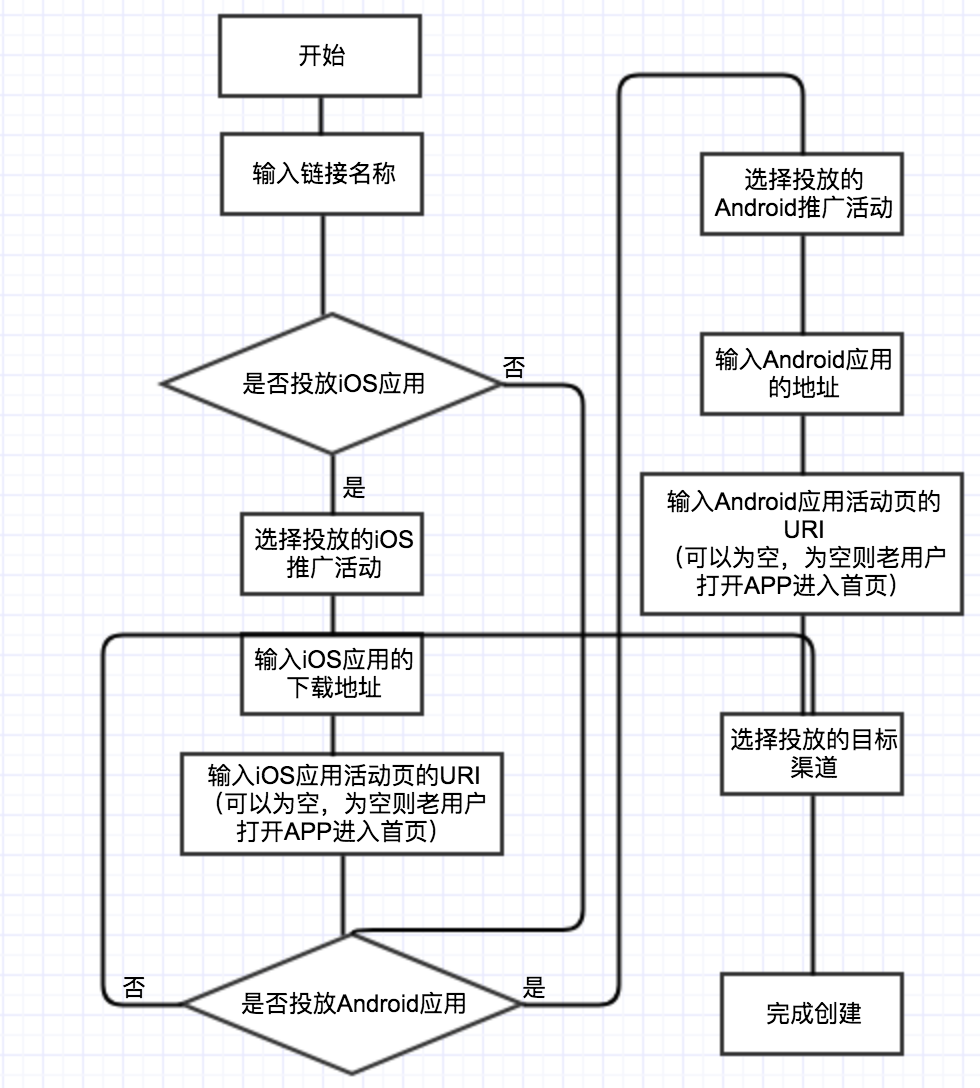 开始
输入链接名称
是否投放iOS应用
否
是
选择投放的iOS
推广活动
输入iOS应用的
下载地址
输入iOS应用活动页的URI
（可以为空，为空则老用户
打开APP进入首页）
否
是否投放Android应用
是
选择投放的
Android推广活动
输入Android应用
的地址
输入Android应用活动页的
URI
（可以为空，为空则老用户
打开APP进入首页）
选择投放的目标
渠道
完成创建